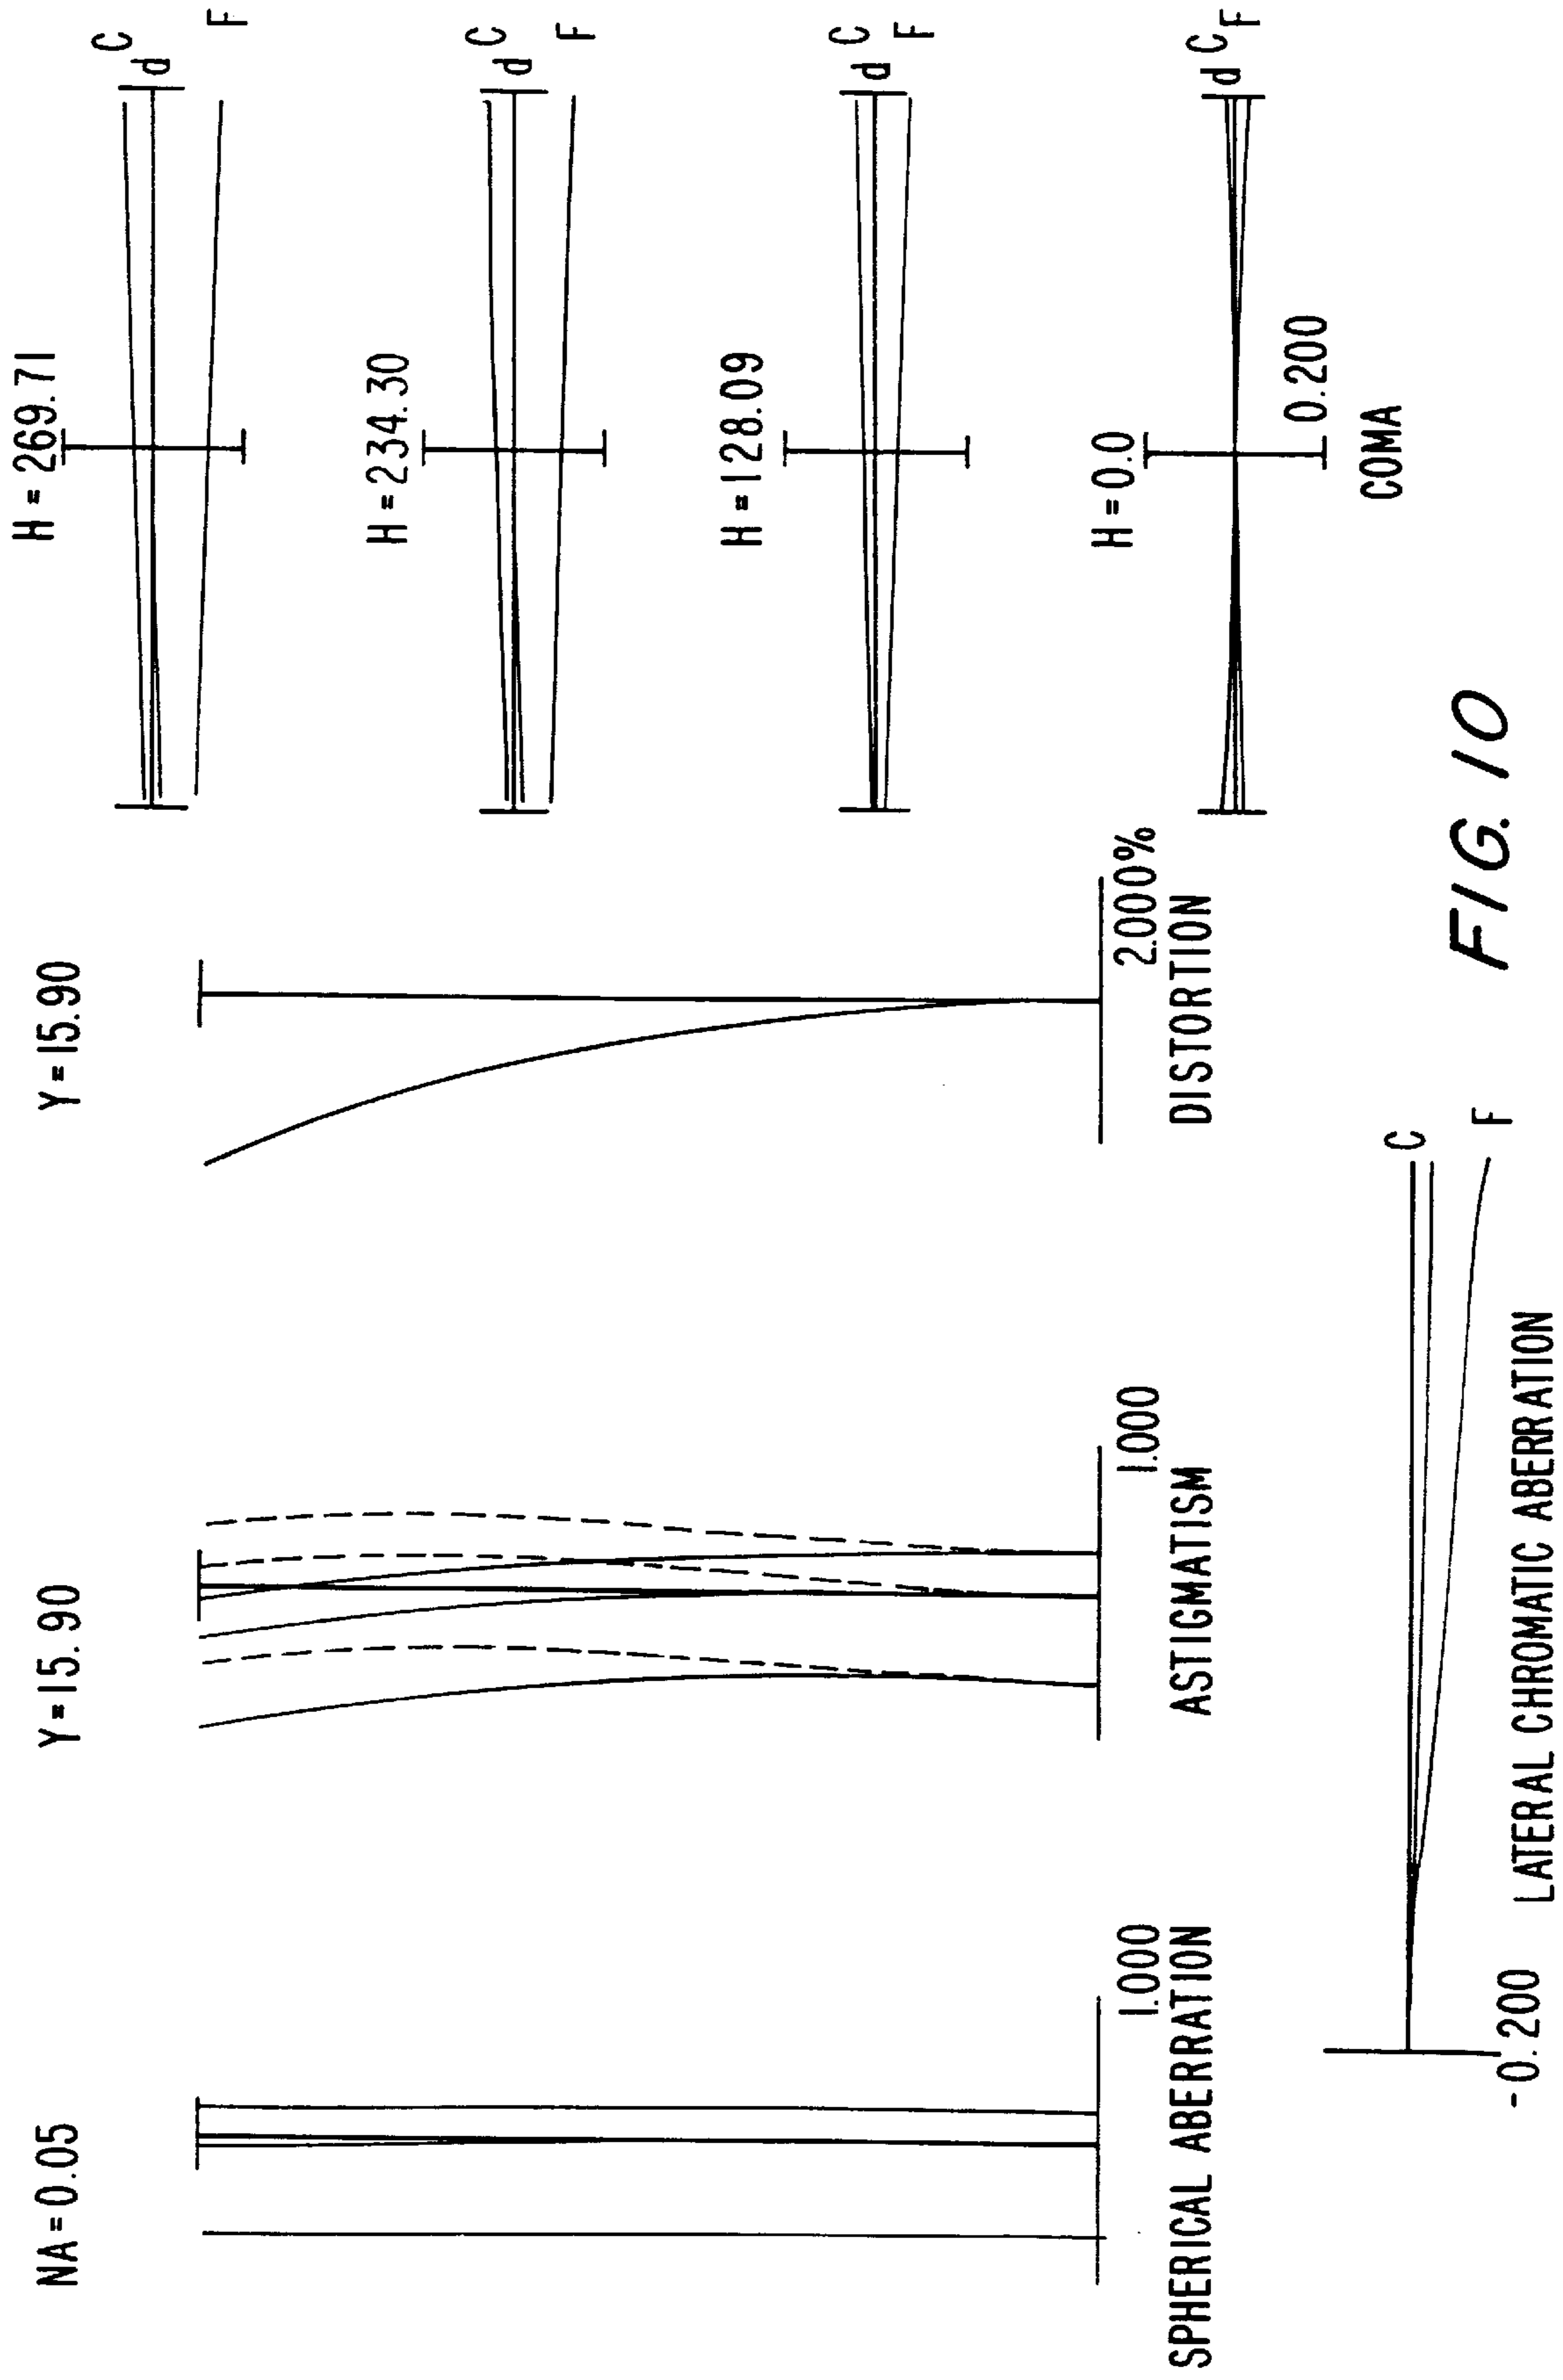 NA = 0.05
SPHERICAL ABERRATION
1.000
Y = 15.90
ASTIGMATISM
1.000
Y = 15.90
DISTORTION
2.000%
H = 269.71
d
C
F
H = 234.30
d
C
F
H = 128.09
d
C
F
H = 0.0
d
C
F
0.200
COMA
-0.200
LATERAL CHROMATIC ABERRATION
C
F
FIG. 10